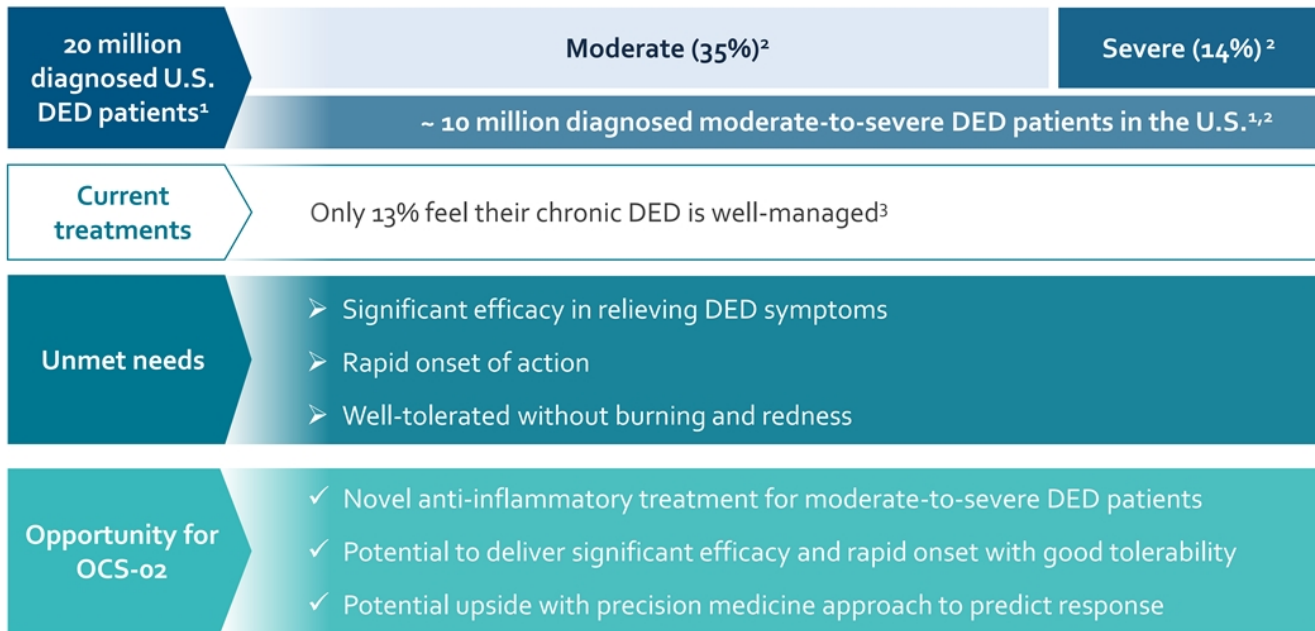 20 million
diagnosed U.S.
DED patients¹
Moderate (35%)²
Severe (14%) ²
~ 10 million diagnosed moderate-to-severe DED patients in the U.S.¹,²
Current
treatments
Only 13% feel their chronic DED is well-managed³
Unmet needs
➢ Significant efficacy in relieving DED symptoms
➢ Rapid onset of action
➢ Well-tolerated without burning and redness
Opportunity for
OCS-02
✓ Novel anti-inflammatory treatment for moderate-to-severe DED patients
✓ Potential to deliver significant efficacy and rapid onset with good tolerability
✓ Potential upside with precision medicine approach to predict response